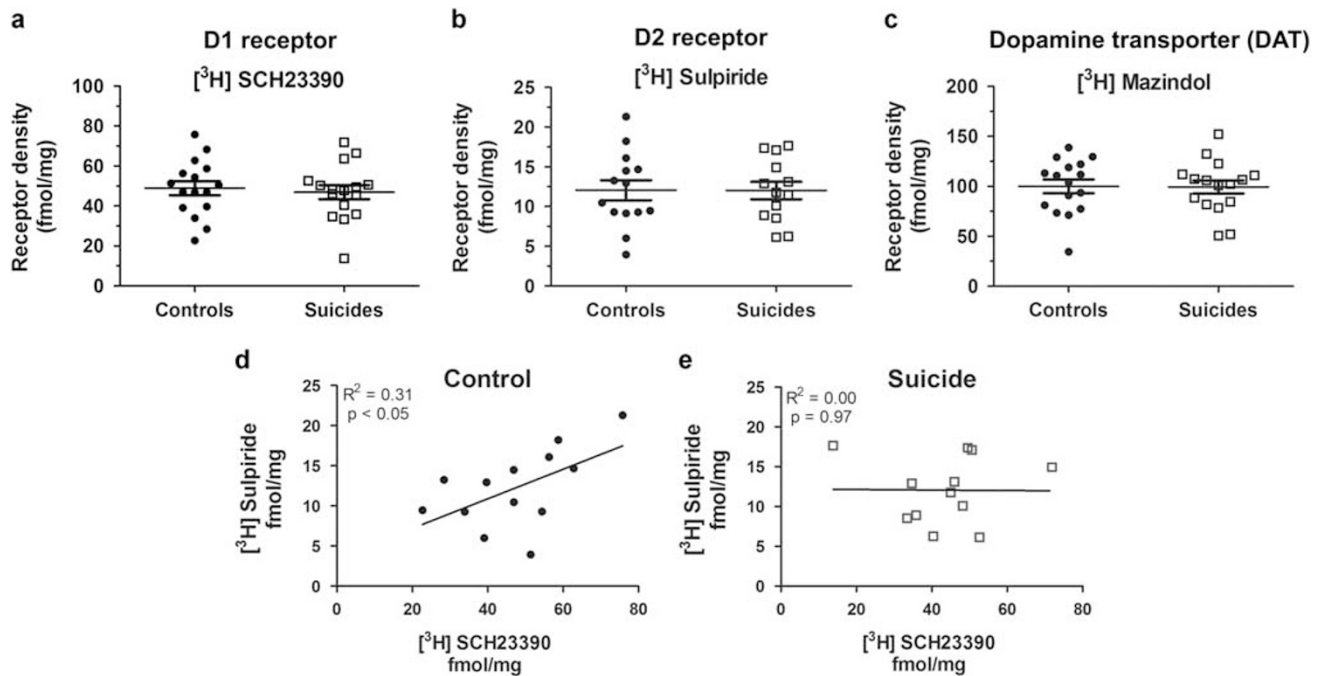 a
D1 receptor
[³H] SCH23390
Receptor density
(fmol/mg)
100
80
60
40
20
0
Controls
Suicides
b
D2 receptor
[³H] Sulpiride
Receptor density
(fmol/mg)
25
20
15
10
5
0
Controls
Suicides
c
Dopamine transporter (DAT)
[³H] Mazindol
Receptor density
(fmol/mg)
200
150
100
50
0
Controls
Suicides
d
Control
R² = 0.31
p < 0.05
[³H] Sulpiride
fmol/mg
25
20
15
10
5
0
0
20
40
60
80
[³H] SCH23390
fmol/mg
e
Suicide
R² = 0.00
p = 0.97
[³H] Sulpiride
fmol/mg
25
20
15
10
5
0
0
20
40
60
80
[³H] SCH23390
fmol/mg